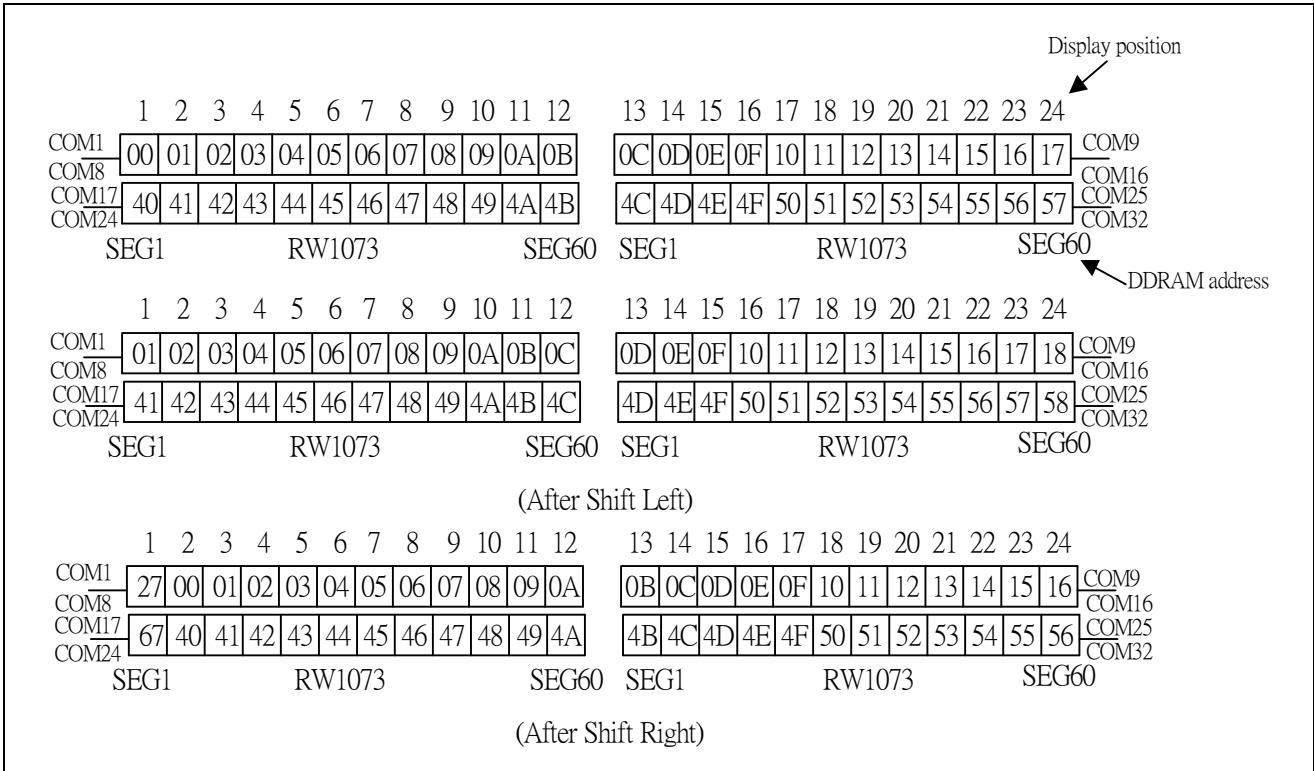 Display position
1 2 3 4 5 6 7 8 9 10 11 12 13 14 15 16 17 18 19 20 21 22 23 24
COM1 00 01 02 03 04 05 06 07 08 09 0A 0B 0C 0D 0E 0F 10 11 12 13 14 15 16 17 COM9
COM8 COM16
COM17 40 41 42 43 44 45 46 47 48 49 4A 4B 4C 4D 4E 4F 50 51 52 53 54 55 56 57 COM25
COM24 COM32
SEG1 RW1073 SEG60 SEG1 RW1073 SEG60
DDRAM address
1 2 3 4 5 6 7 8 9 10 11 12 13 14 15 16 17 18 19 20 21 22 23 24
COM1 01 02 03 04 05 06 07 08 09 0A 0B 0C 0D 0E 0F 10 11 12 13 14 15 16 17 18 COM9
COM8 COM16
COM17 41 42 43 44 45 46 47 48 49 4A 4B 4C 4D 4E 4F 50 51 52 53 54 55 56 57 58 COM25
COM24 COM32
SEG1 RW1073 SEG60 SEG1 RW1073 SEG60
(After Shift Left)
1 2 3 4 5 6 7 8 9 10 11 12 13 14 15 16 17 18 19 20 21 22 23 24
COM1 27 00 01 02 03 04 05 06 07 08 09 0A 0B 0C 0D 0E 0F 10 11 12 13 14 15 16 COM9
COM8 COM16
COM17 67 40 41 42 43 44 45 46 47 48 49 4A 4B 4C 4D 4E 4F 50 51 52 53 54 55 56 COM25
COM24 COM32
SEG1 RW1073 SEG60 SEG1 RW1073 SEG60
(After Shift Right)